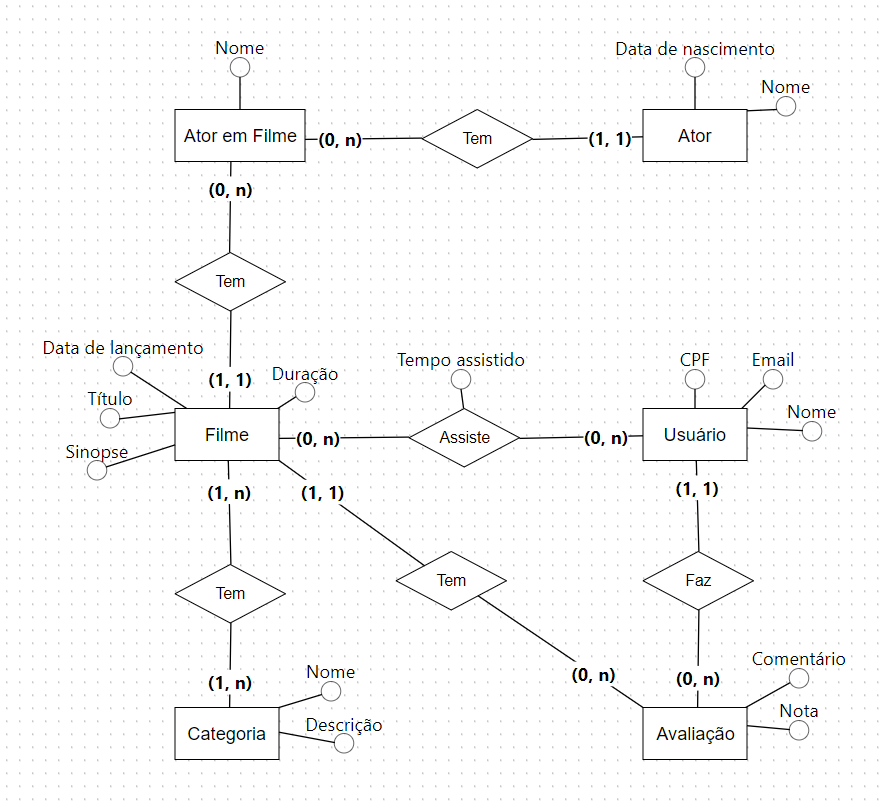 Nome
Data de nascimento
Nome
Ator em Filme
(0, n)
Tem
(1, 1)
Ator
(0, n)
Tem
Data de lançamento
(1, 1)
Duração
Título
Sinopse
Filme
(0, n)
Tempo assistido
Assiste
(0, n)
CPF
Email
Nome
Usuário
(1, n)
(1, 1)
(1, 1)
Tem
Tem
Faz
(1, n)
(0, n)
(0, n)
Nome
Categoria
Descrição
Comentário
Nota
Avaliação